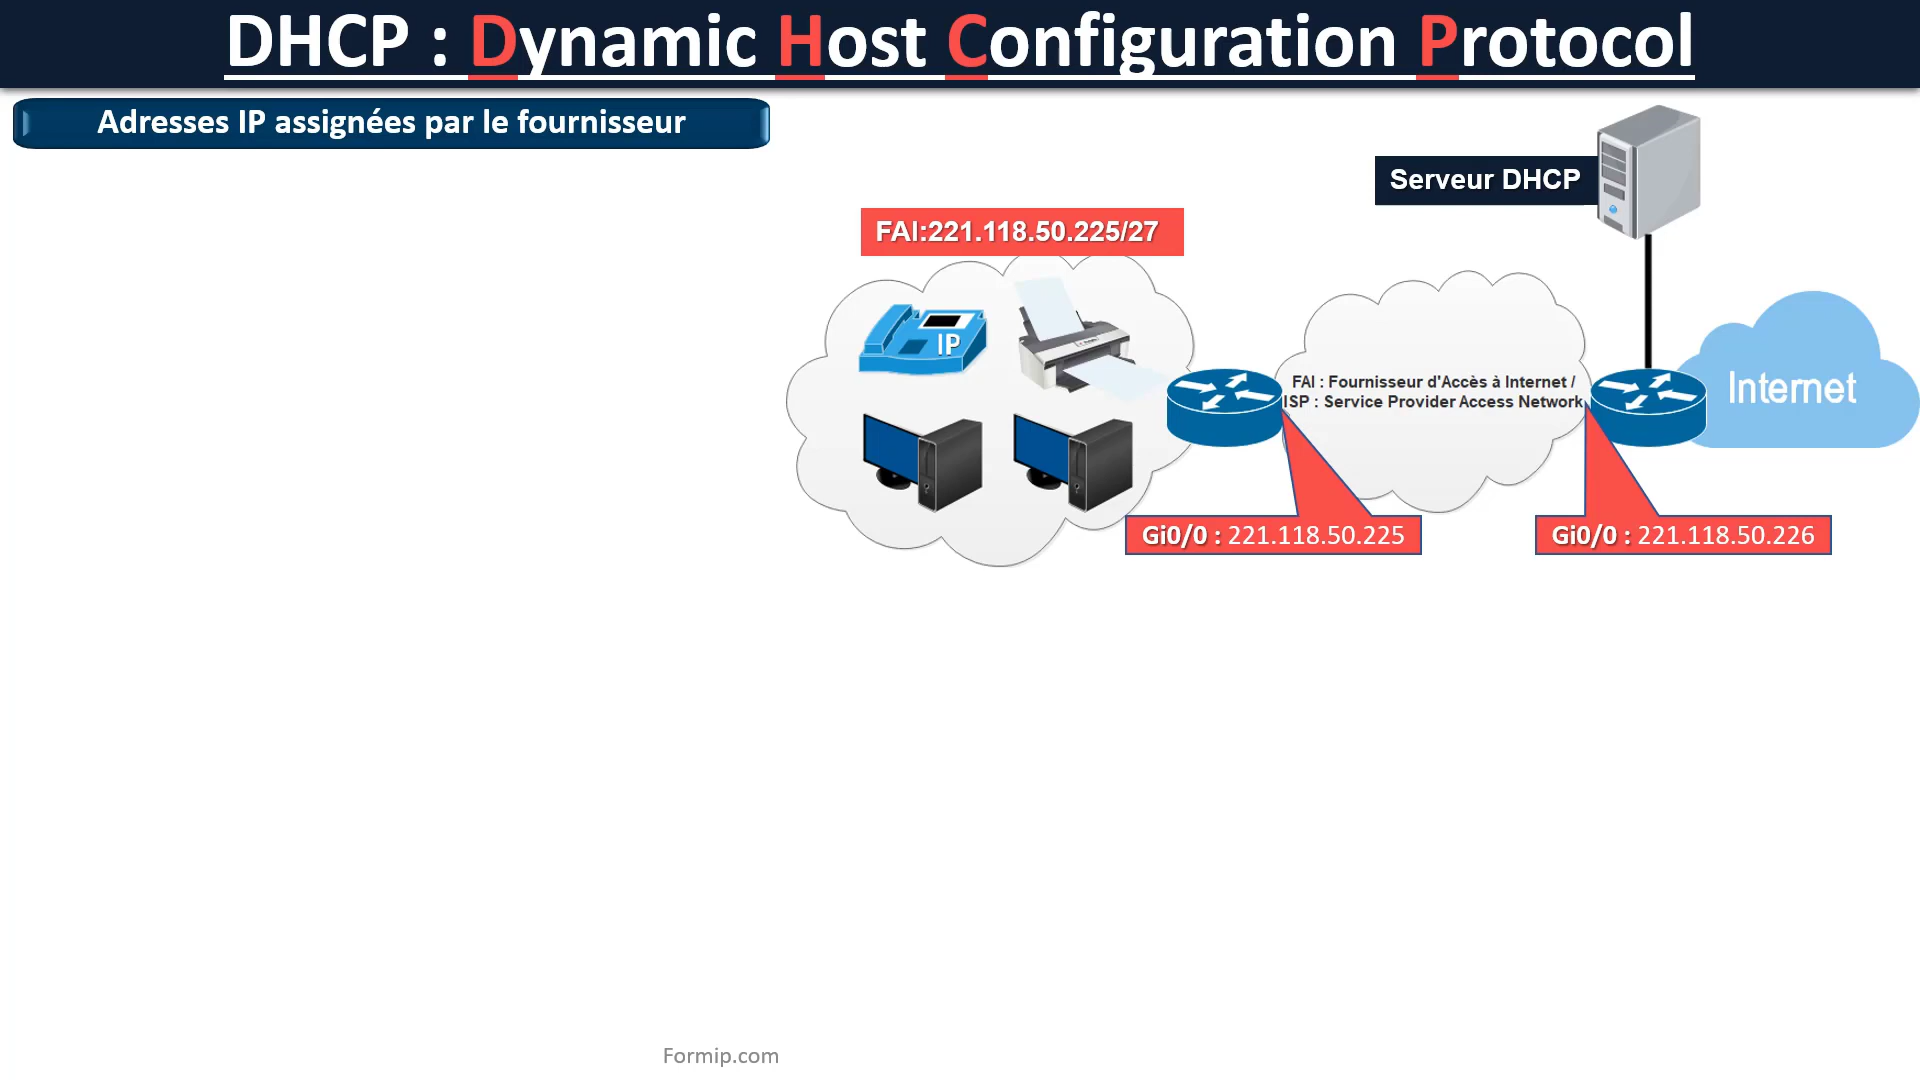 DHCP : Dynamic Host Configuration Protocol
Adresses IP assignées par le fournisseur
Serveur DHCP
FAI:221.118.50.225/27
IP
FAI : Fournisseur d'Accès à Internet /
ISP : Service Provider Access Network
Internet
Gi0/0 : 221.118.50.225
Gi0/0 : 221.118.50.226
Formip.com